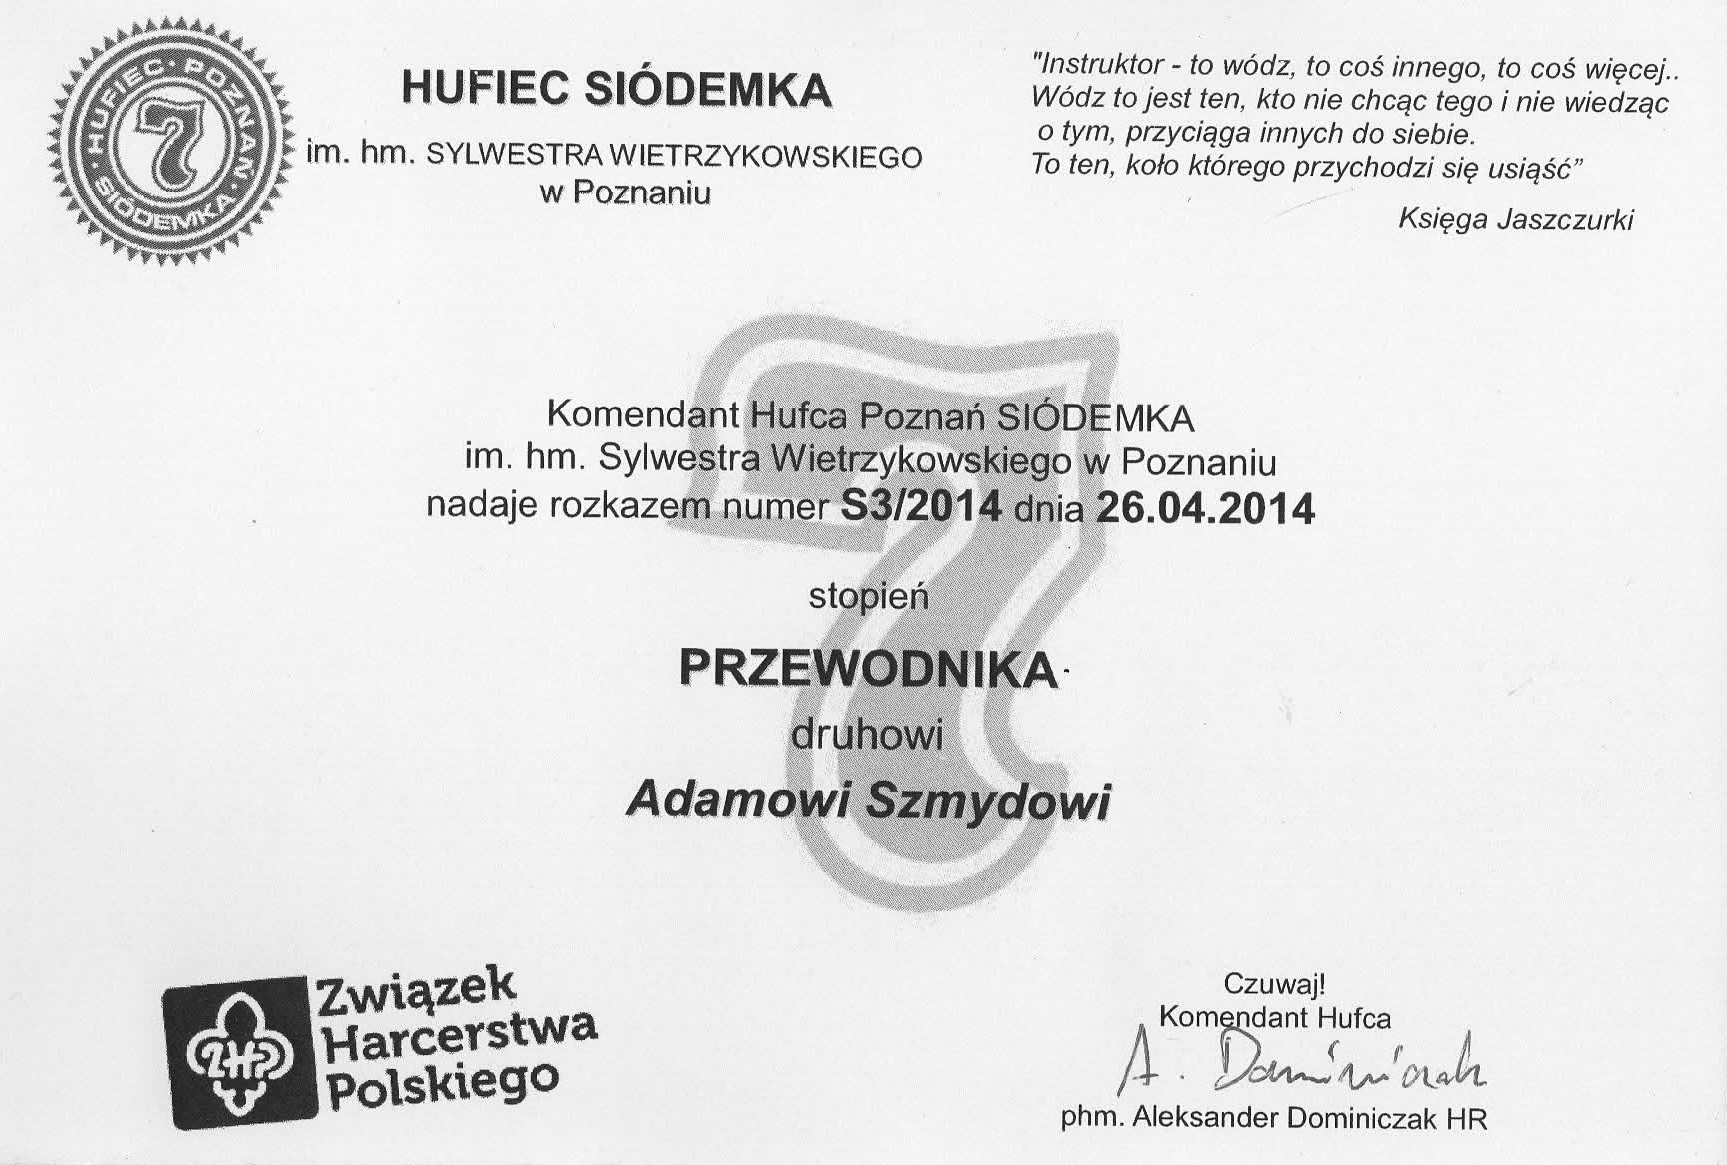 HUFIEC · POZNAŃ · SIÓDEMKA ·
7
HUFIEC SIÓDEMKA
im. hm. SYLWESTRA WIETRZYKOWSKIEGO
w Poznaniu
"Instruktor - to wódz, to coś innego, to coś więcej..
Wódz to jest ten, kto nie chcąc tego i nie wiedząc
o tym, przyciąga innych do siebie.
To ten, koło którego przychodzi się usiąść”
Księga Jaszczurki
7
Komendant Hufca Poznań SIÓDEMKA
im. hm. Sylwestra Wietrzykowskiego w Poznaniu
nadaje rozkazem numer S3/2014 dnia 26.04.2014
stopień
PRZEWODNIKA
druhowi
Adamowi Szmydowi
ZHP
Związek
Harcerstwa
Polskiego
Czuwaj!
Komendant Hufca
A. Dominiczak
phm. Aleksander Dominiczak HR